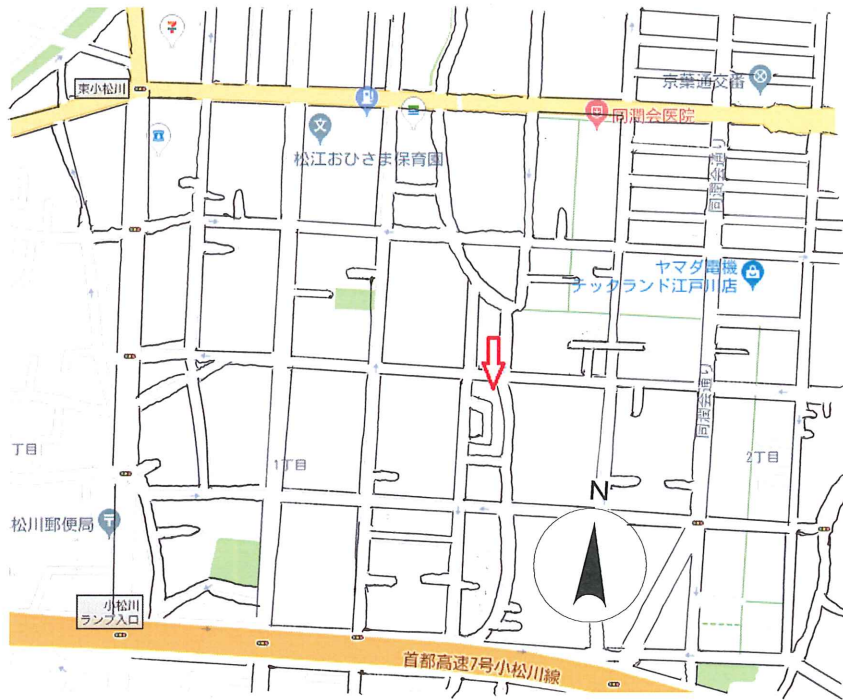 東小松川
京葉通交番
同潤会医院
松江おひさま保育園
同潤会通り
ヤマダ電機
テックランド江戸川店
同潤会通り
丁目
1丁目
2丁目
N
松川郵便局
小松川
ランプ入口
首都高速7号小松川線